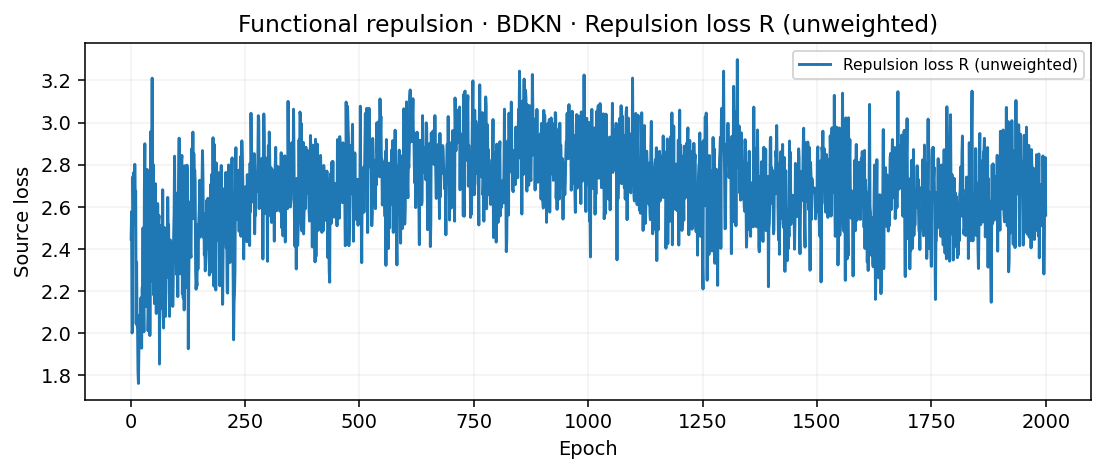 Functional repulsion · BDKN · Repulsion loss R (unweighted)
Repulsion loss R (unweighted)
Source loss
3.2
3.0
2.8
2.6
2.4
2.2
2.0
1.8
0 250 500 750 1000 1250 1500 1750 2000
Epoch